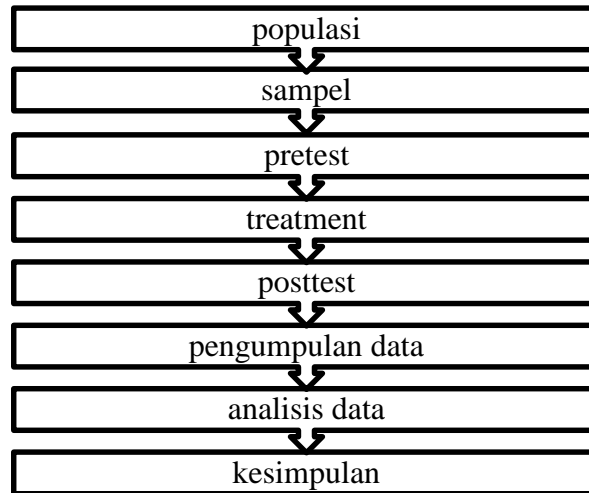 populasi
sampel
pretest
treatment
posttest
pengumpulan data
analisis data
kesimpulan